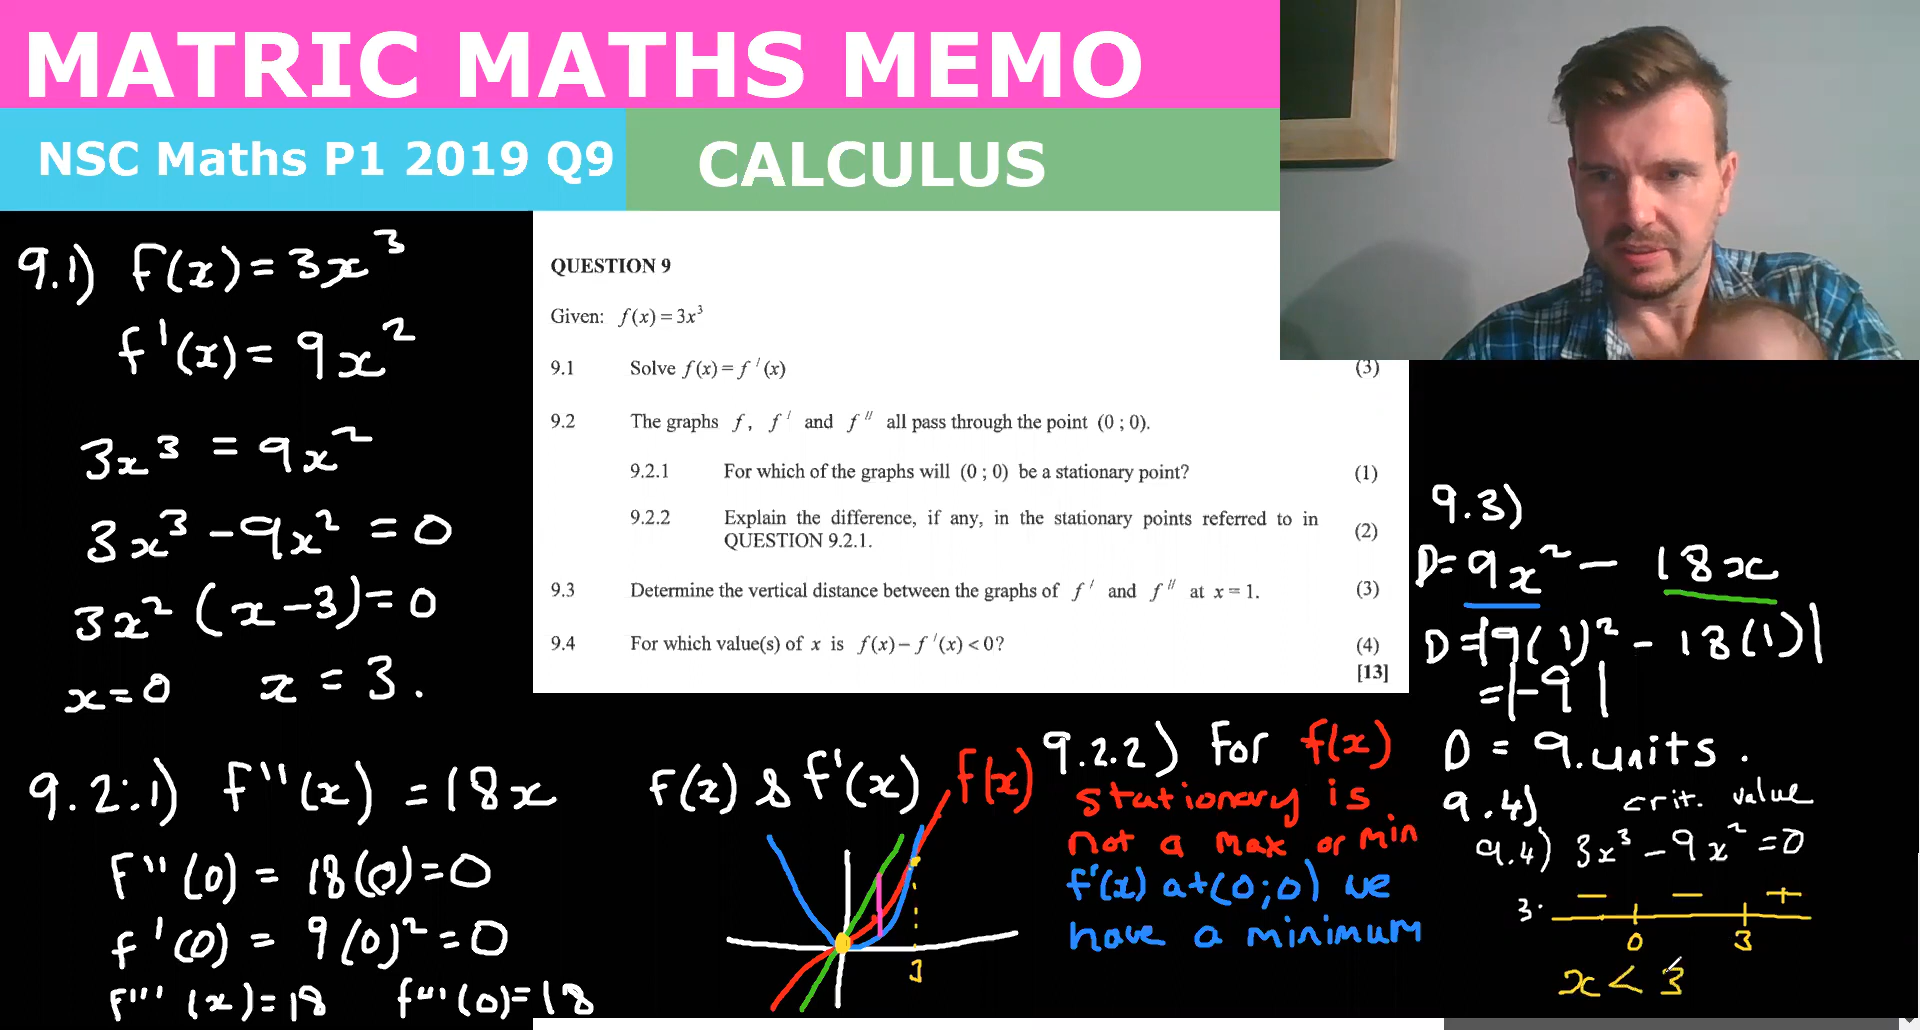 MATRIC MATHS MEMO
NSC Maths P1 2019 Q9
CALCULUS
9.1) f(x) = 3x³
f'(x) = 9x²
3x³ = 9x²
3x³ - 9x² = 0
3x² (x - 3) = 0
x = 0 x = 3.
9.2.1) f''(x) = 18x
f''(0) = 18(0) = 0
f'(0) = 9(0)² = 0
f'''(x) = 18 f'''(0) = 18
QUESTION 9
Given: f(x) = 3x³
9.1 Solve f(x) = f′(x) (3)
9.2 The graphs f, f′ and f″ all pass through the point (0 ; 0).
9.2.1 For which of the graphs will (0 ; 0) be a stationary point? (1)
9.2.2 Explain the difference, if any, in the stationary points referred to in
QUESTION 9.2.1. (2)
9.3 Determine the vertical distance between the graphs of f′ and f″ at x = 1. (3)
9.4 For which value(s) of x is f(x) − f′(x) < 0? (4)
[13]
f(x) & f'(x)
f(x)
3
9.2.2) For f(x)
stationary is
not a max or min
f'(x) at (0;0) we
have a minimum
9.3)
D = 9x² - 18x
D = |9(1)² - 18(1)|
= |-9|
D = 9.units.
9.4) crit. value
9.4) 3x³ - 9x² = 0
3.
− − +
0 3
x < 3